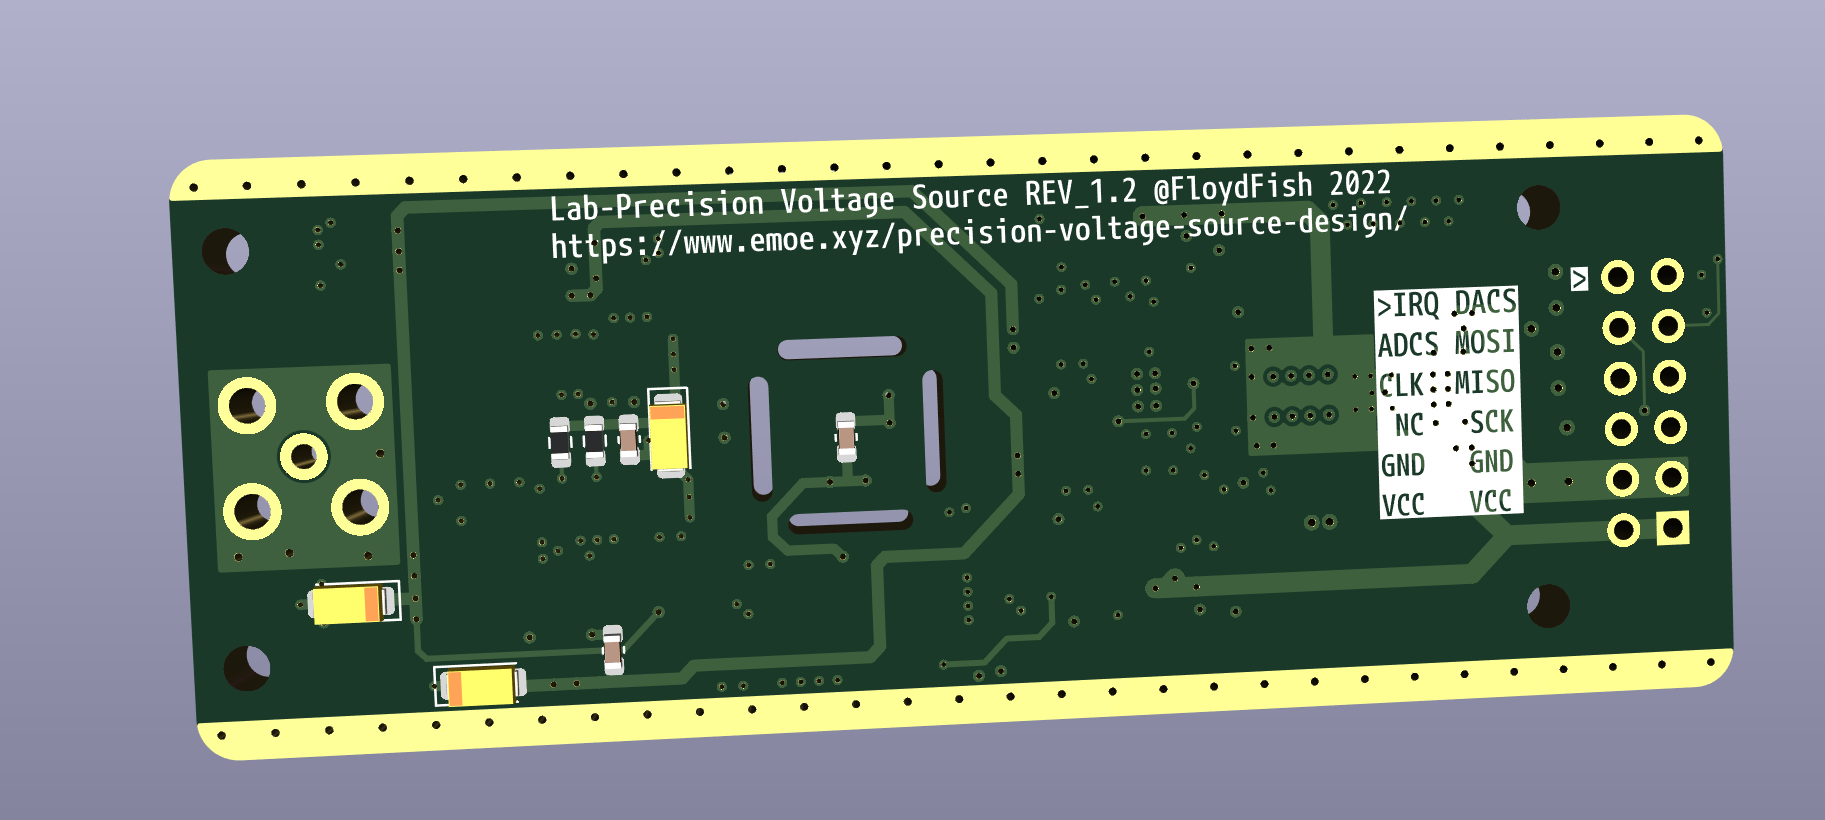 Lab-Precision Voltage Source REV_1.2 @FloydFish 2022
https://www.emoe.xyz/precision-voltage-source-design/
>
>IRQ DACS
ADCS MOSI
CLK MISO
NC SCK
GND GND
VCC VCC